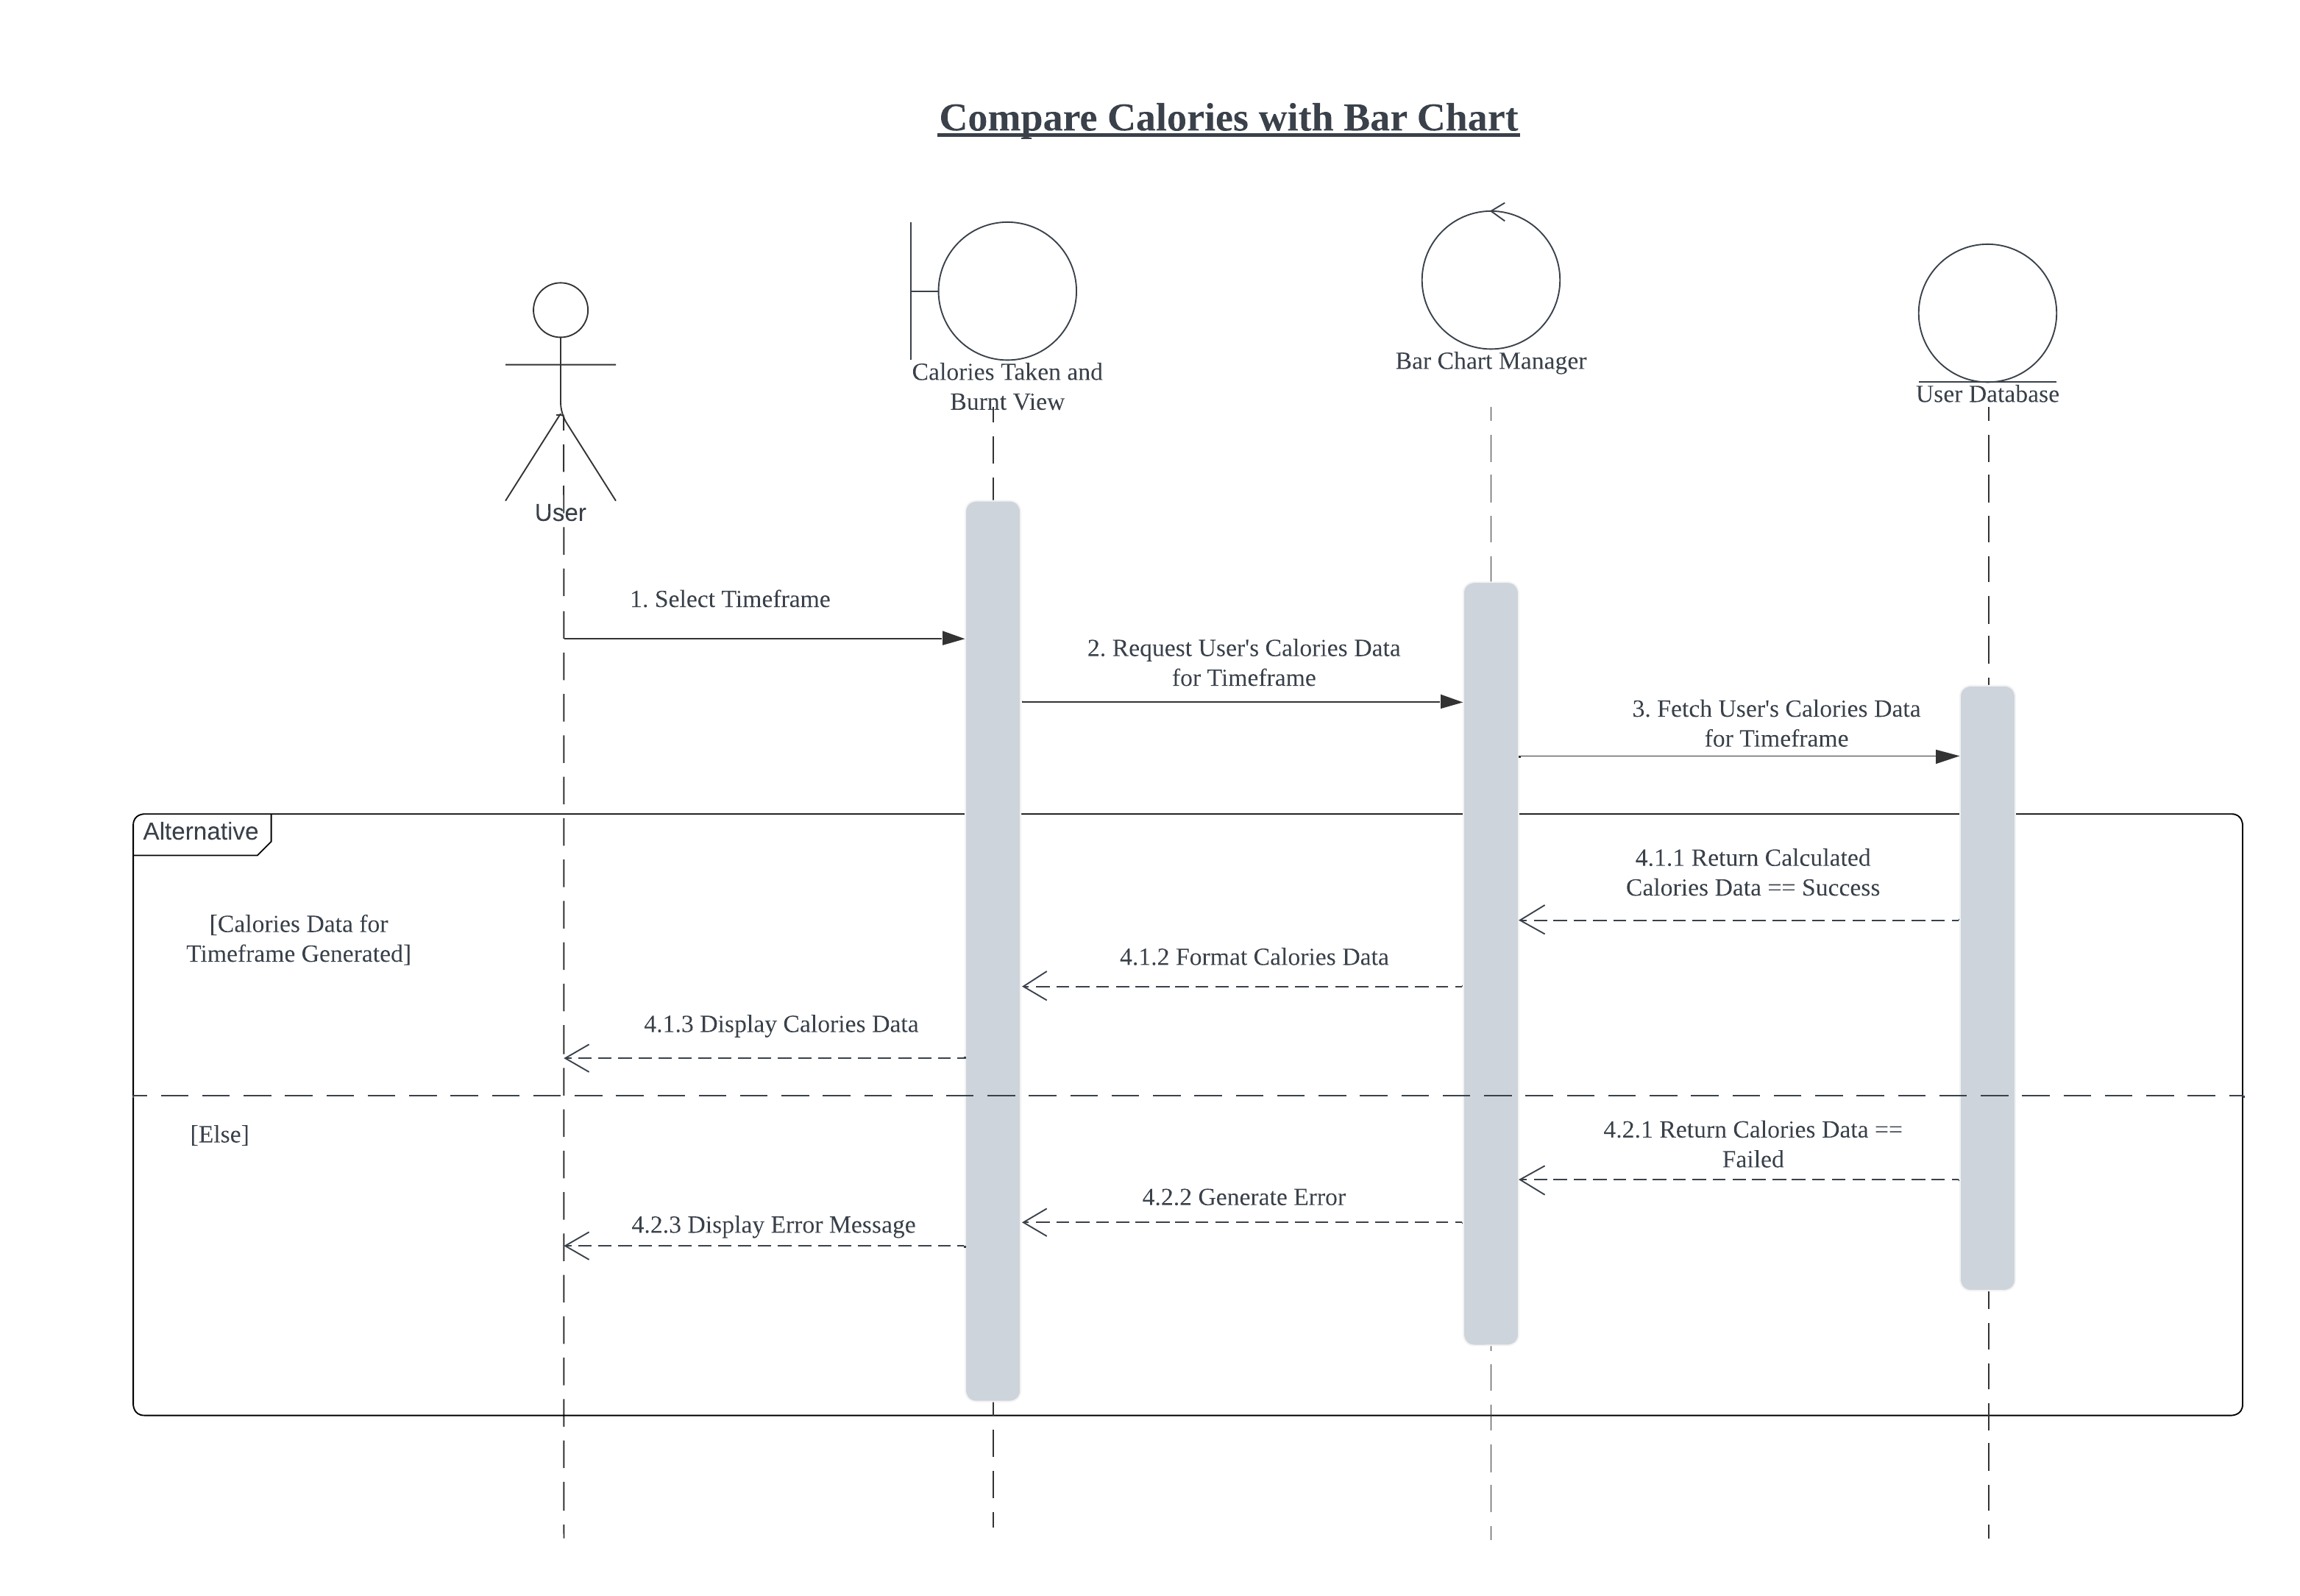 Compare Calories with Bar Chart
Calories Taken and
Burnt View
Bar Chart Manager
User Database
User
1. Select Timeframe
2. Request User's Calories Data
for Timeframe
3. Fetch User's Calories Data
for Timeframe
Alternative
4.1.1 Return Calculated
Calories Data == Success
[Calories Data for
Timeframe Generated]
4.1.2 Format Calories Data
4.1.3 Display Calories Data
[Else]
4.2.1 Return Calories Data ==
Failed
4.2.2 Generate Error
4.2.3 Display Error Message